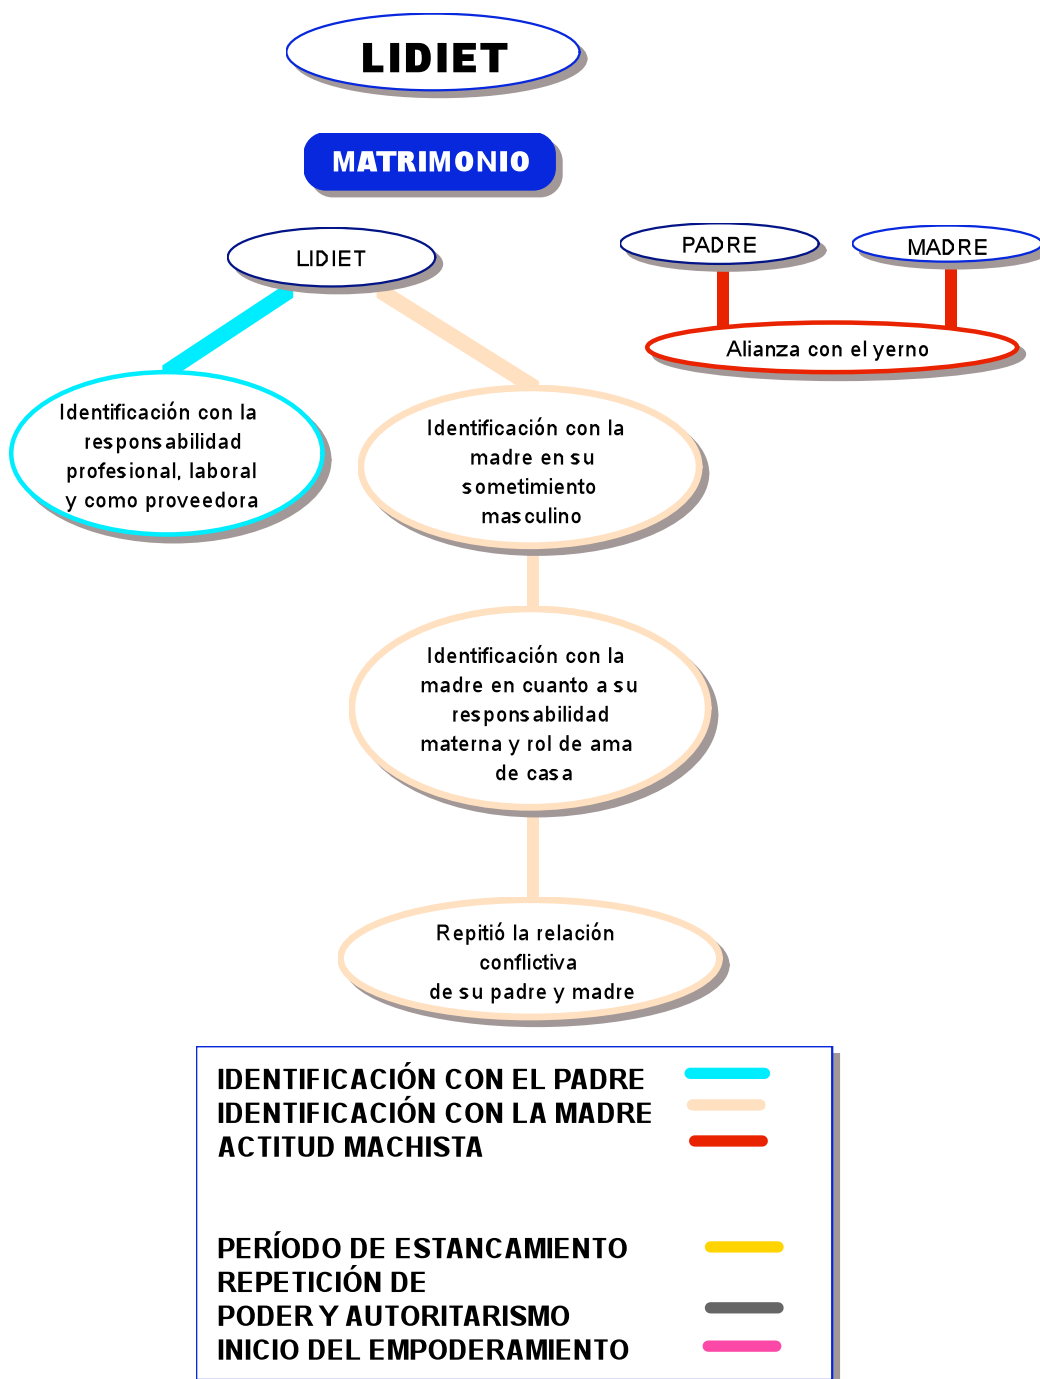 LIDIET
MATRIMONIO
LIDIET
PADRE
MADRE
Alianza con el yerno
Identificación con la
responsabilidad
profesional, laboral
y como proveedora
Identificación con la
madre en su
sometimiento
masculino
Identificación con la
madre en cuanto a su
responsabilidad
materna y rol de ama
de casa
Repitió la relación
conflictiva
de su padre y madre
IDENTIFICACIÓN CON EL PADRE
IDENTIFICACIÓN CON LA MADRE
ACTITUD MACHISTA
PERÍODO DE ESTANCAMIENTO
REPETICIÓN DE
PODER Y AUTORITARISMO
INICIO DEL EMPODERAMIENTO